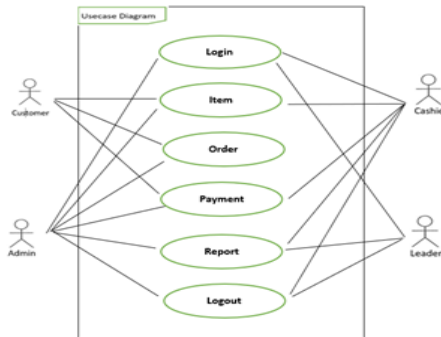 Usecase Diagram
Login
Item
Customer
Cashie
Order
Payment
Admin
Leader
Report
Logout